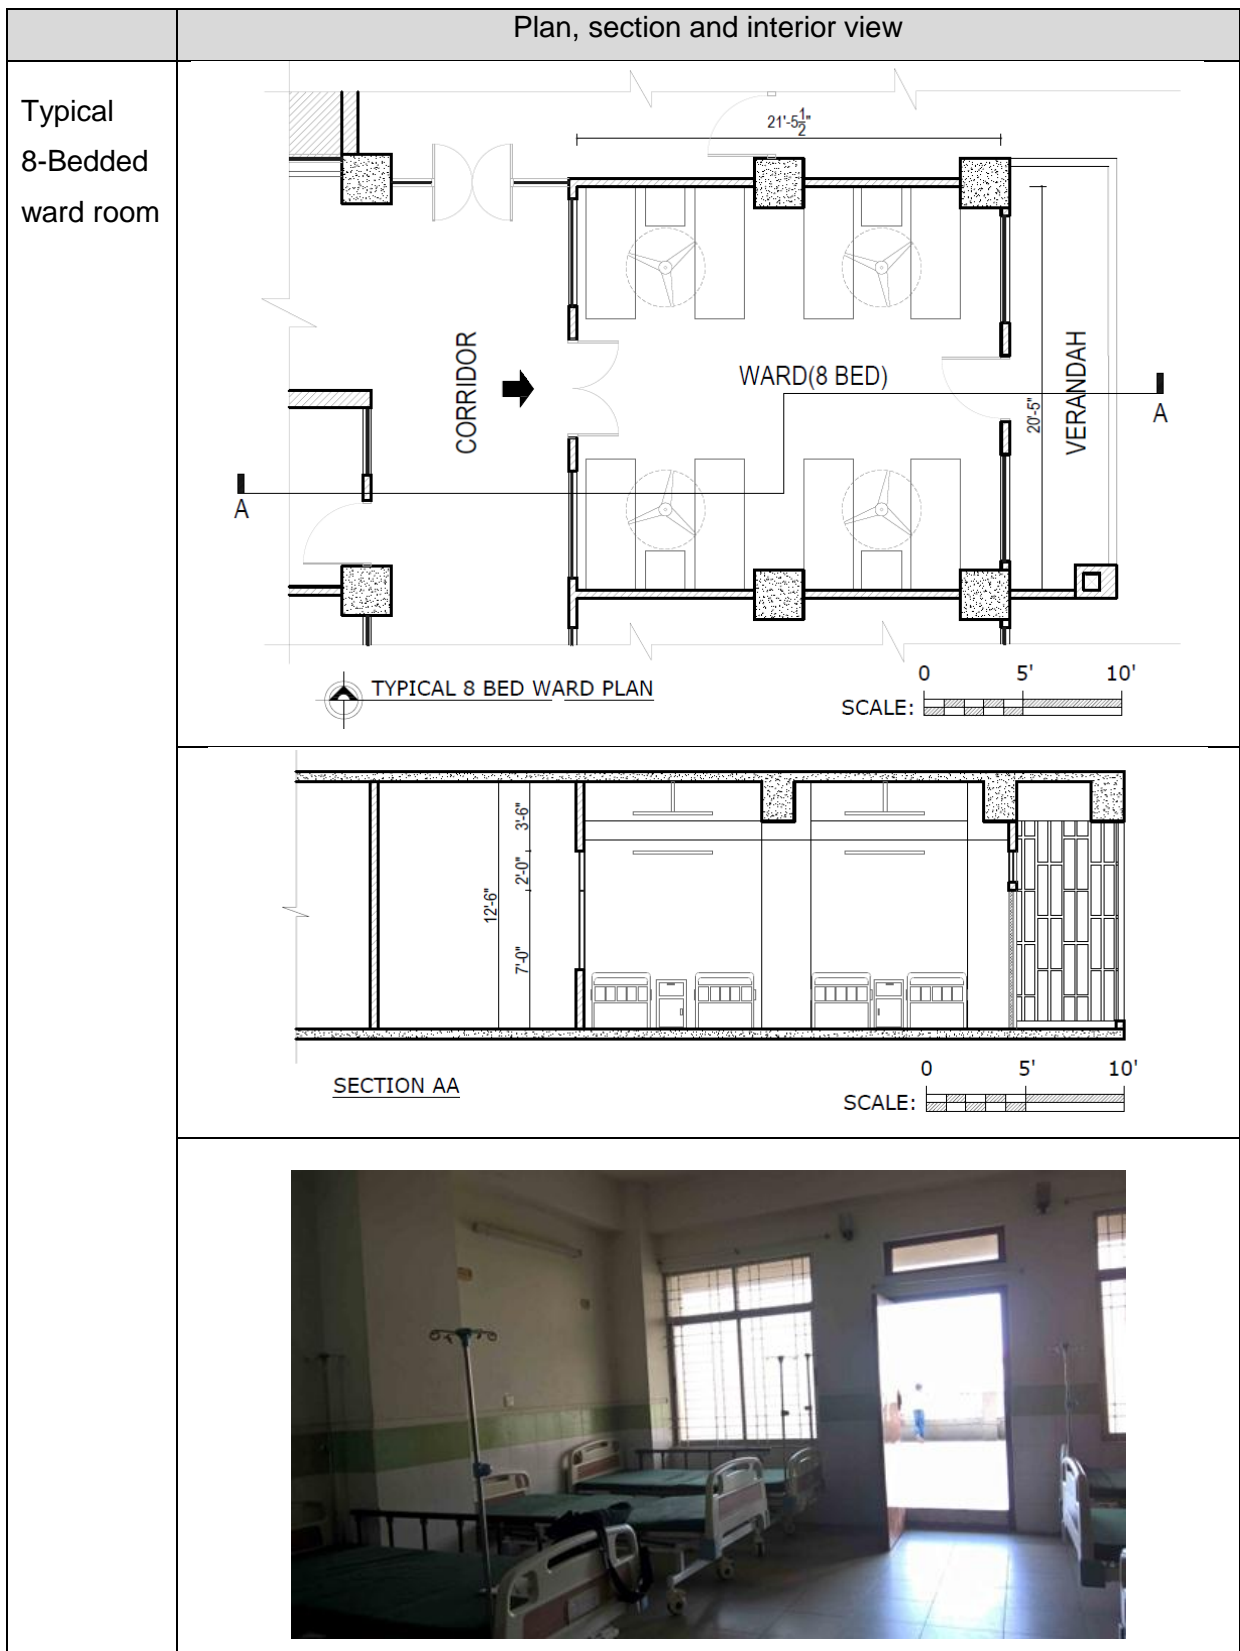 Plan, section and interior view
Typical
8-Bedded
ward room
21'-5½"
CORRIDOR
WARD(8 BED)
20'-5"
VERANDAH
A
A
TYPICAL 8 BED WARD PLAN
SCALE:
0 5' 10'
12'-6"
3'-6"
2'-0"
7'-0"
SECTION AA
SCALE:
0 5' 10'